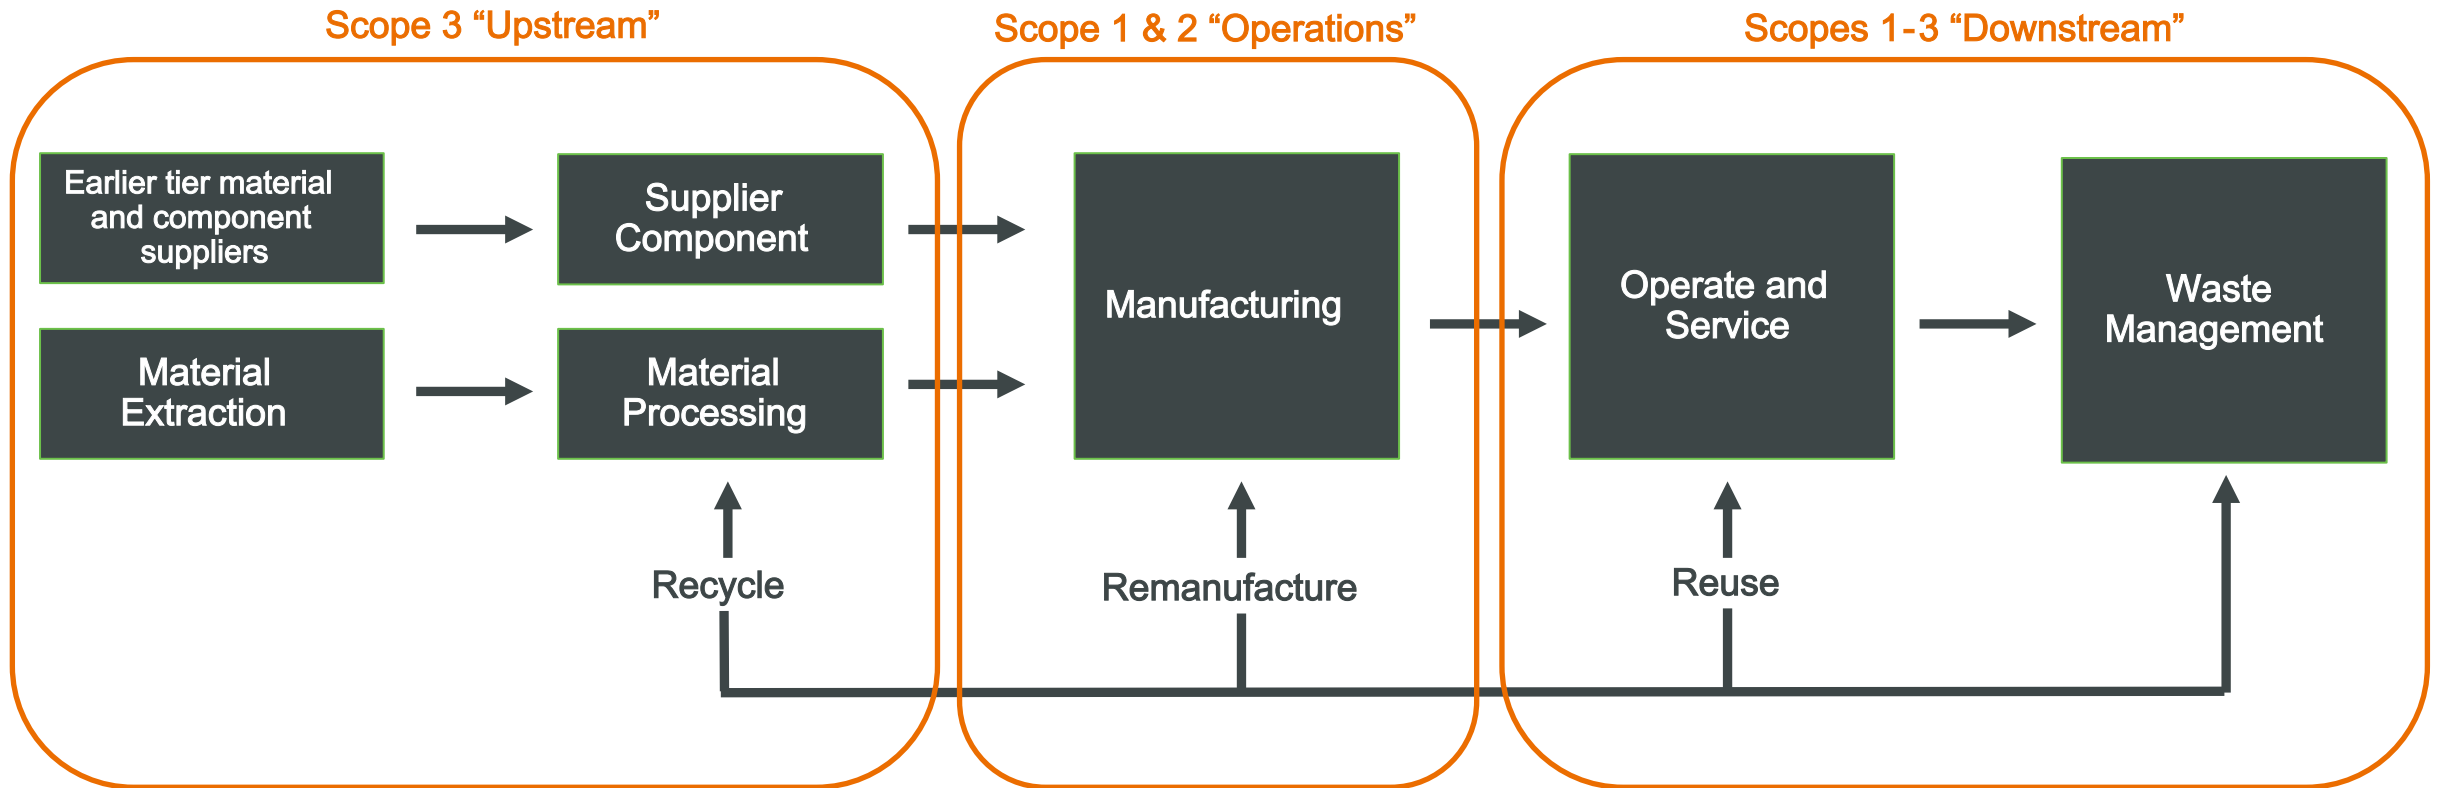 Scope 3 “Upstream”
Scope 1 & 2 “Operations”
Scopes 1-3 “Downstream”
Earlier tier material
and component
suppliers
Supplier
Component
Material
Extraction
Material
Processing
Manufacturing
Operate and
Service
Waste
Management
Recycle
Remanufacture
Reuse